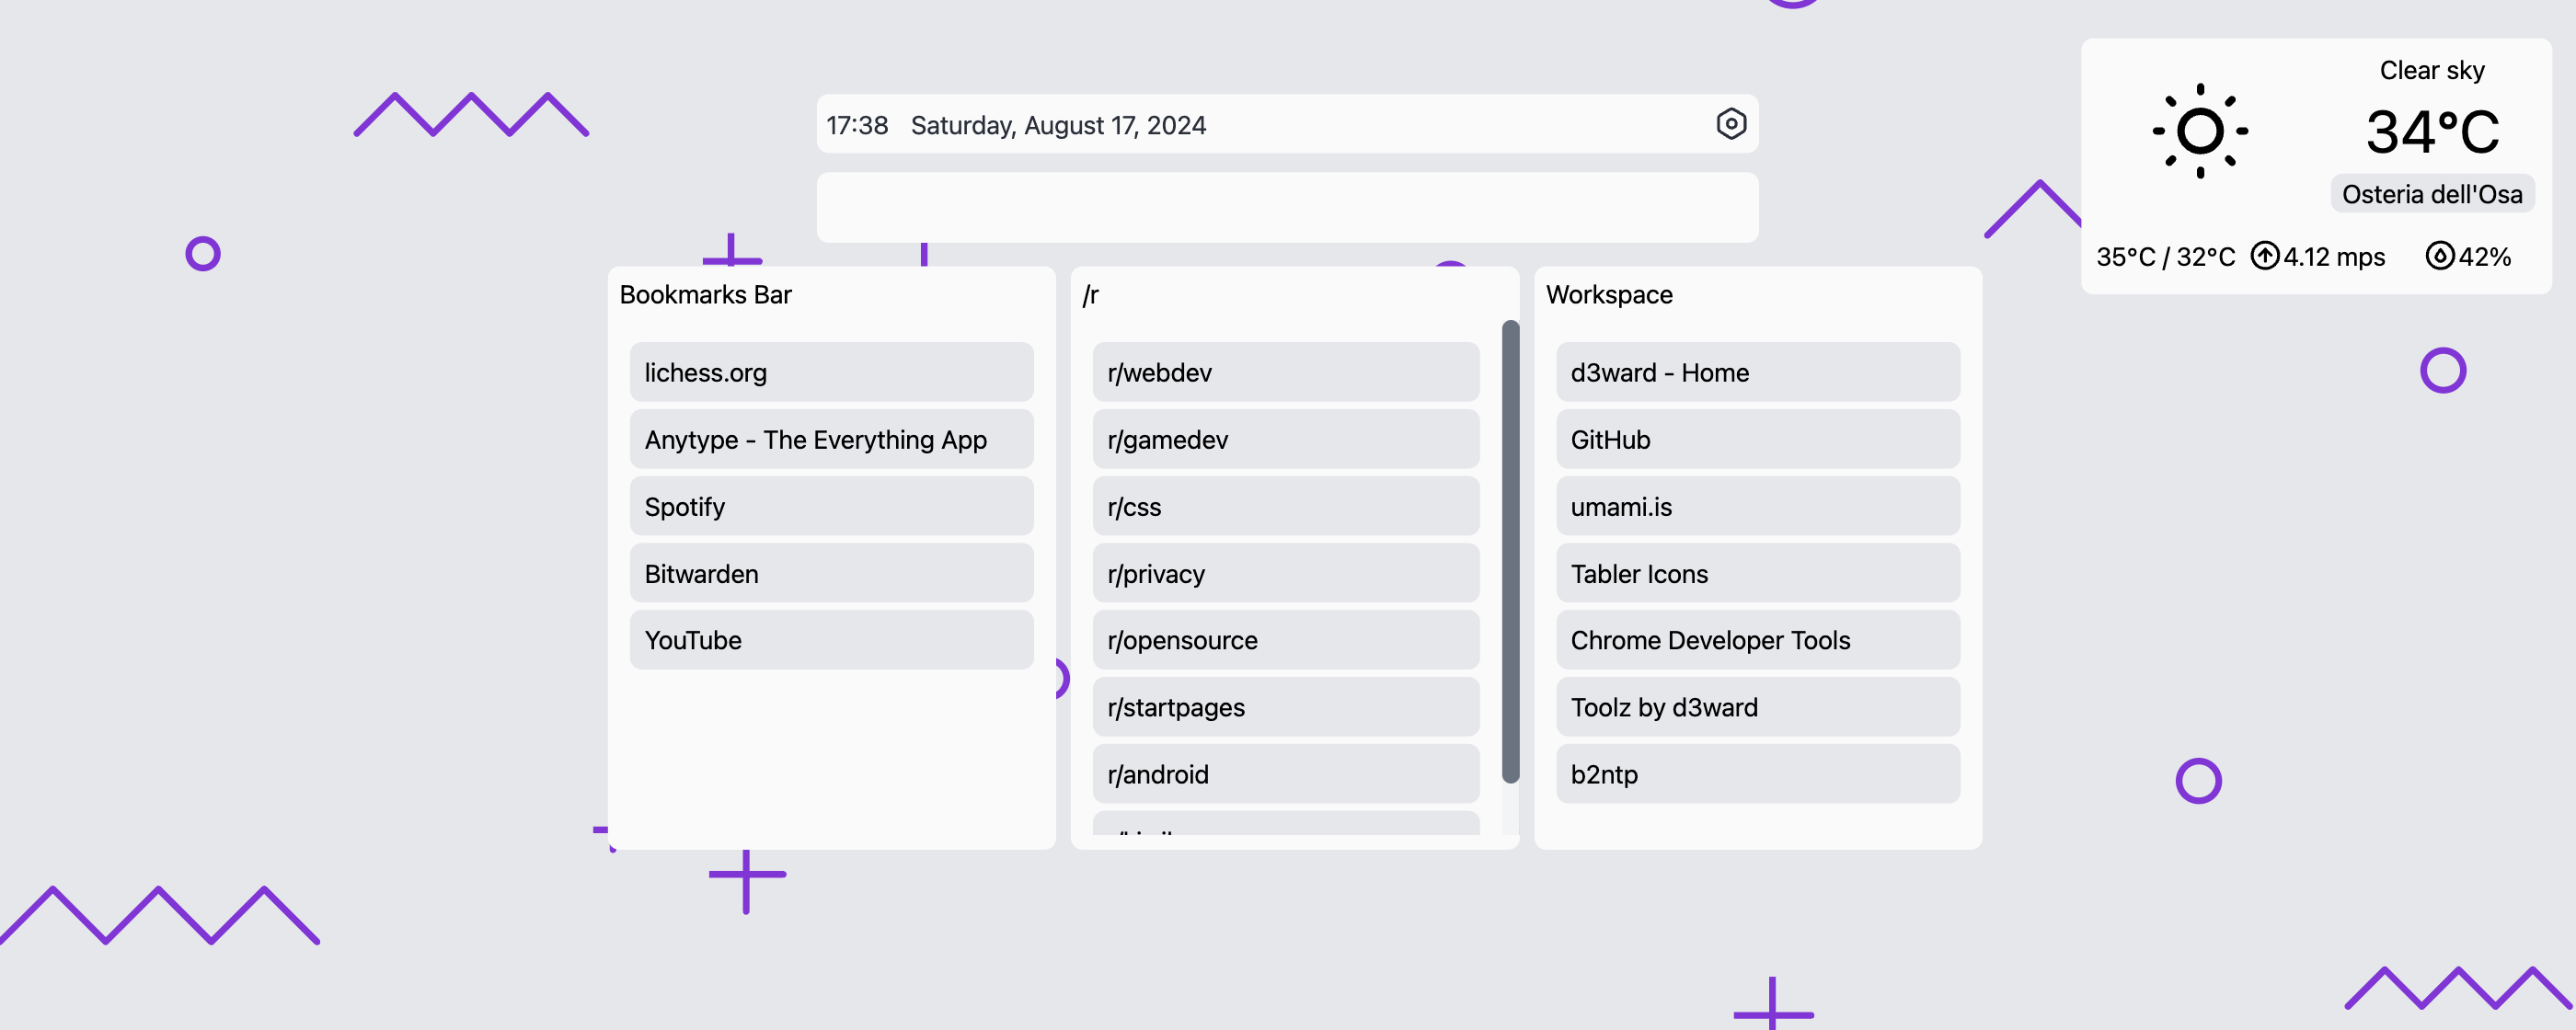 17:38 Saturday, August 17, 2024
Clear sky
34°C
Osteria dell'Osa
35°C / 32°C 4.12 mps 42%
Bookmarks Bar
lichess.org
Anytype - The Everything App
Spotify
Bitwarden
YouTube
/r
r/webdev
r/gamedev
r/css
r/privacy
r/opensource
r/startpages
r/android
Workspace
d3ward - Home
GitHub
umami.is
Tabler Icons
Chrome Developer Tools
Toolz by d3ward
b2ntp